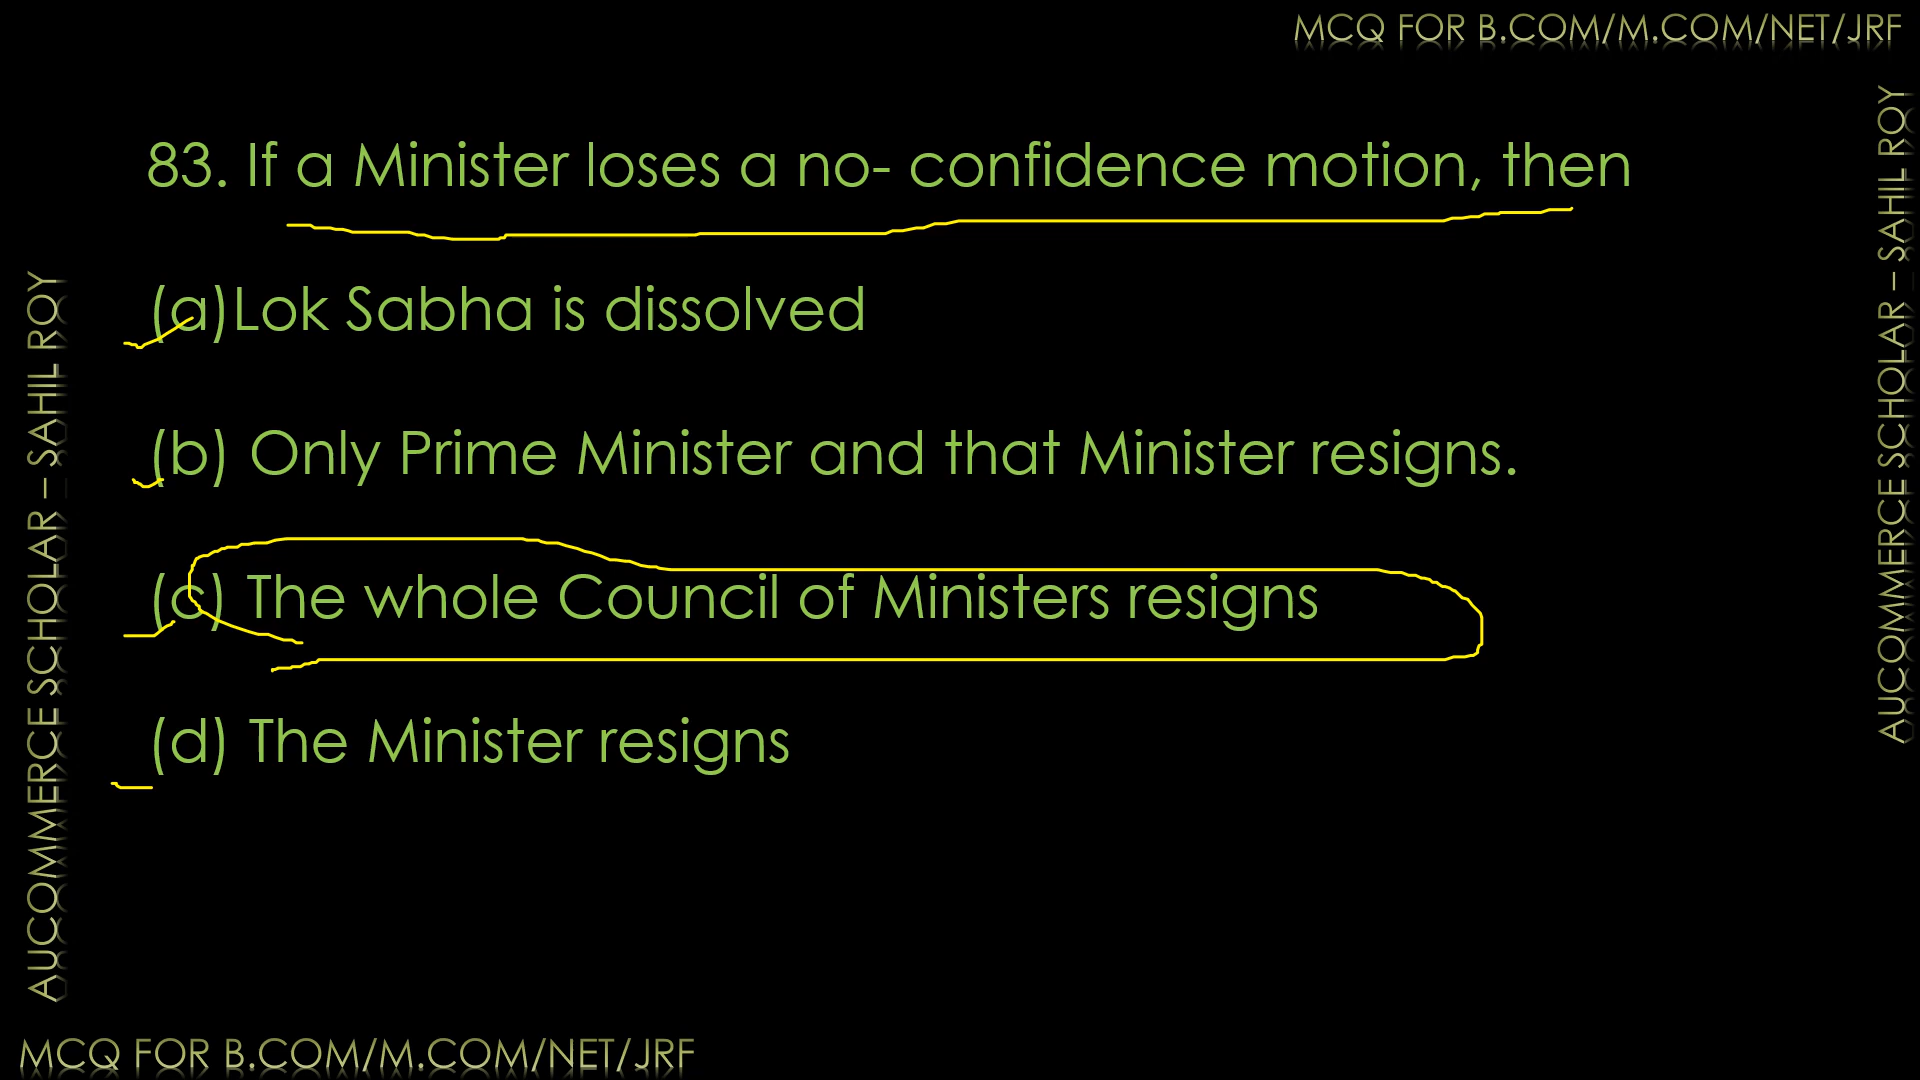 MCQ FOR B.COM/M.COM/NET/JRF
83. If a Minister loses a no- confidence motion, then
(a)Lok Sabha is dissolved
(b) Only Prime Minister and that Minister resigns.
(c) The whole Council of Ministers resigns
(d) The Minister resigns
AUCOMMERCE SCHOLAR – SAHIL ROY
AUCOMMERCE SCHOLAR – SAHIL ROY
MCQ FOR B.COM/M.COM/NET/JRF